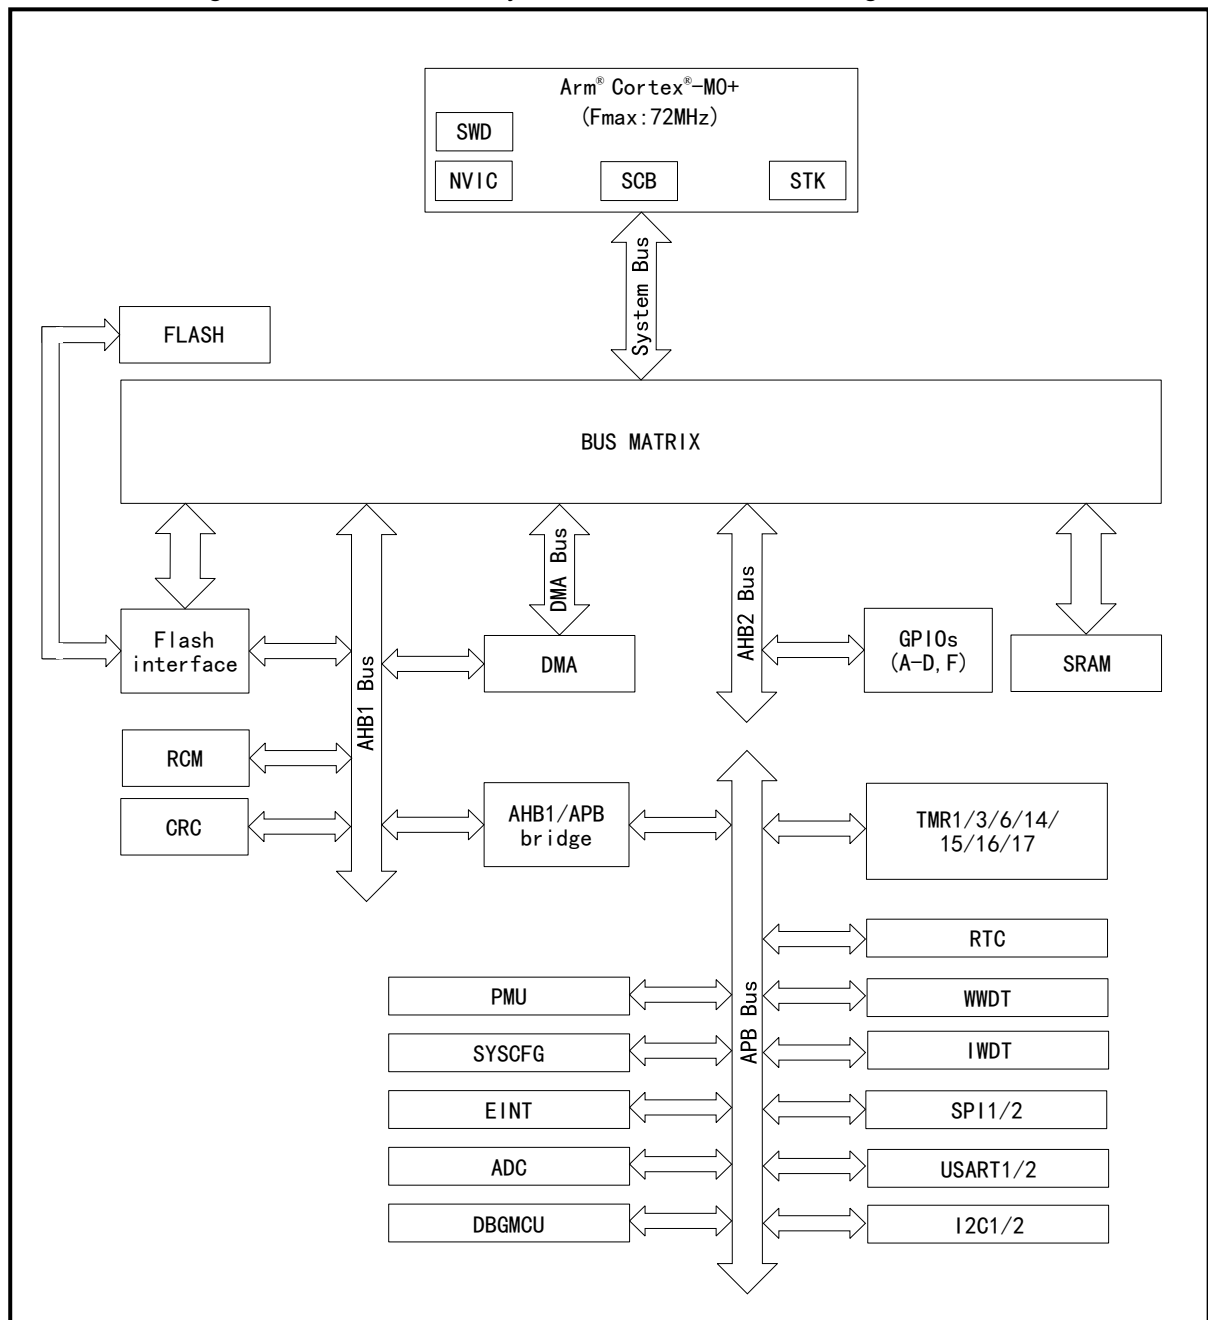 Arm® Cortex®-M0+
(Fmax:72MHz)
SWD
NVIC
SCB
STK
System Bus
FLASH
BUS MATRIX
DMA Bus
AHB2 Bus
AHB1 Bus
Flash
interface
DMA
GPIOs
(A-D,F)
SRAM
RCM
CRC
AHB1/APB
bridge
TMR1/3/6/14/
15/16/17
RTC
APB Bus
PMU
WWDT
SYSCFG
IWDT
EINT
SPI1/2
ADC
USART1/2
DBGMCU
I2C1/2